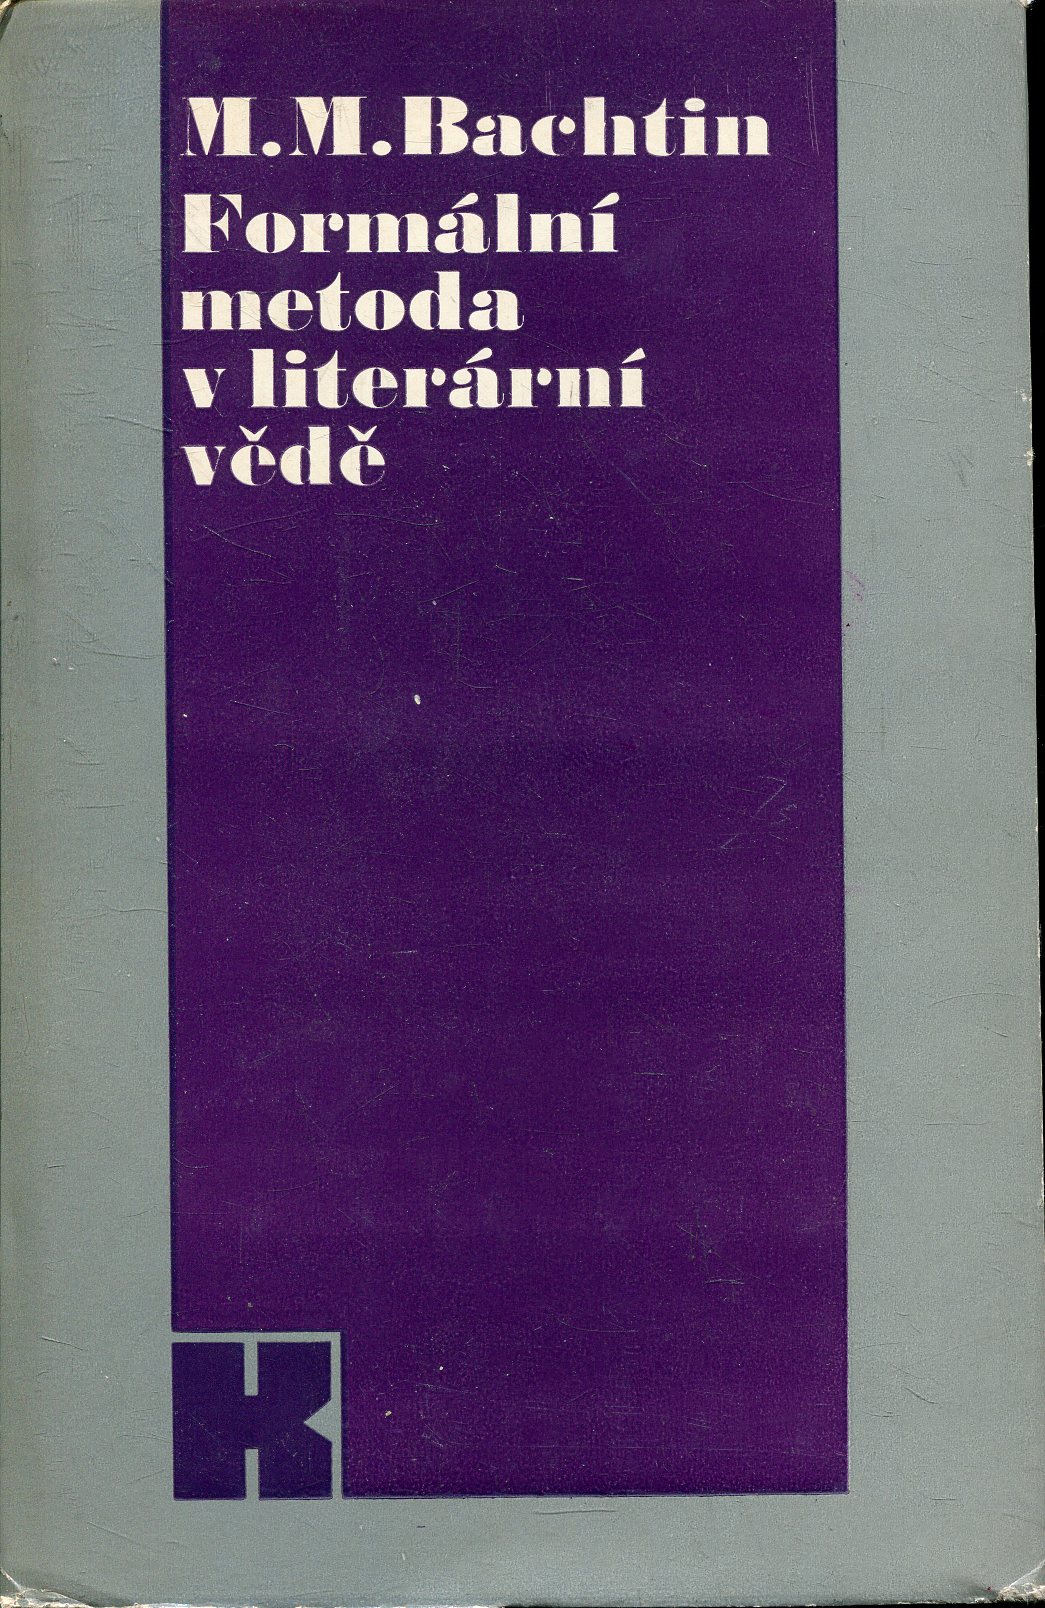 M.M.Bachtin
Formální
metoda
v literární
vědě
K